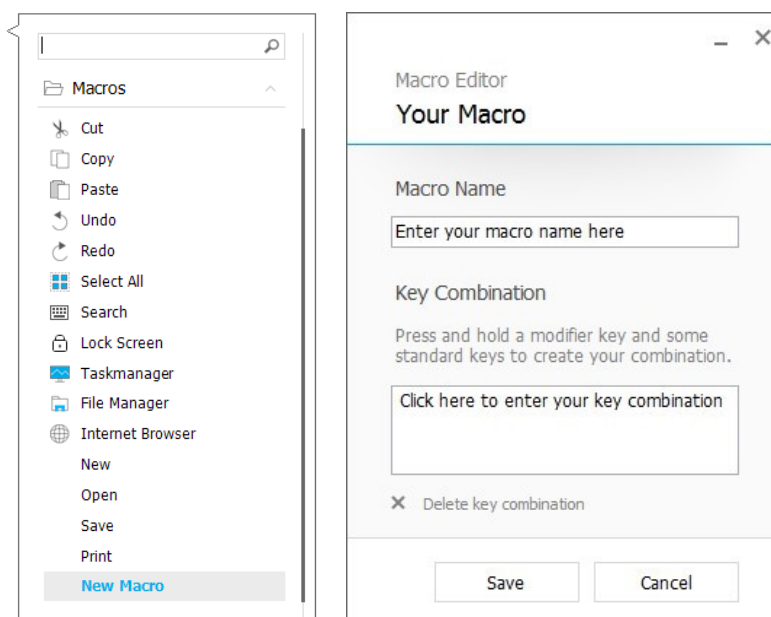 Macros
Cut
Copy
Paste
Undo
Redo
Select All
Search
Lock Screen
Taskmanager
File Manager
Internet Browser
New
Open
Save
Print
New Macro
Macro Editor
Your Macro
Macro Name
Enter your macro name here
Key Combination
Press and hold a modifier key and some
standard keys to create your combination.
Click here to enter your key combination
Delete key combination
Save
Cancel